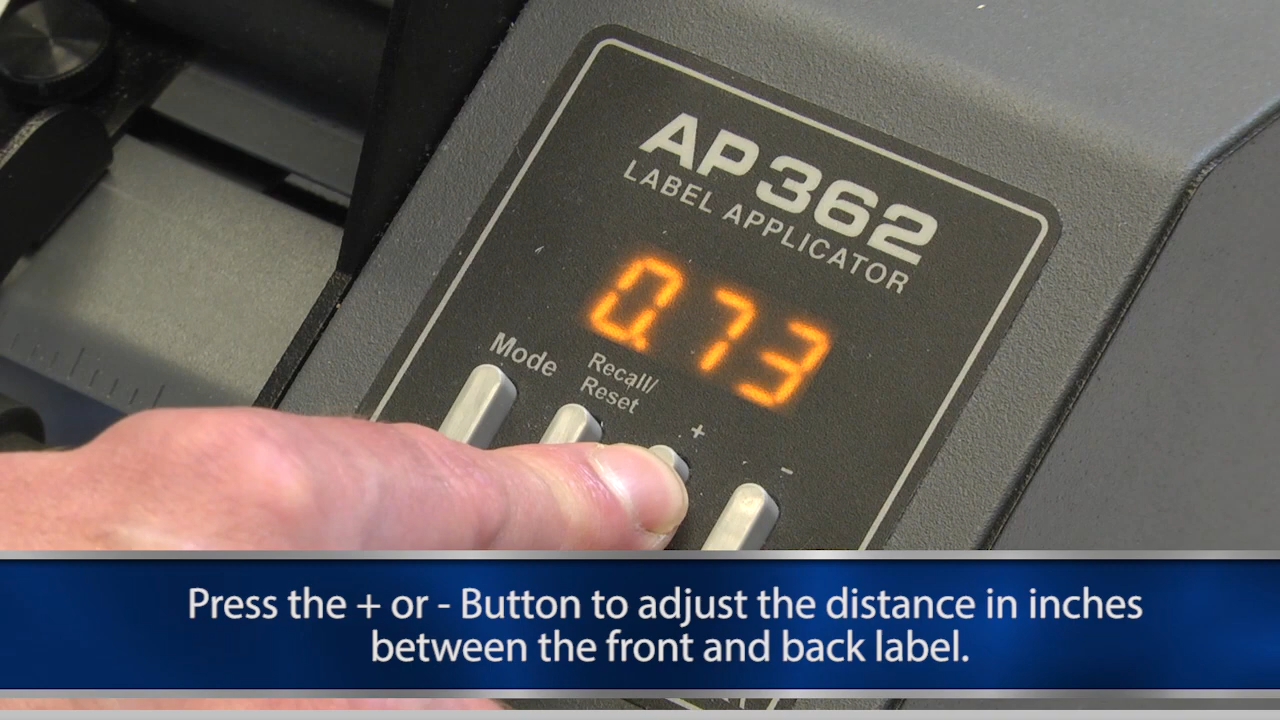 AP362
LABEL APPLICATOR
0.73
Mode
Recall/
Reset
+
-
Press the + or - Button to adjust the distance in inches
between the front and back label.